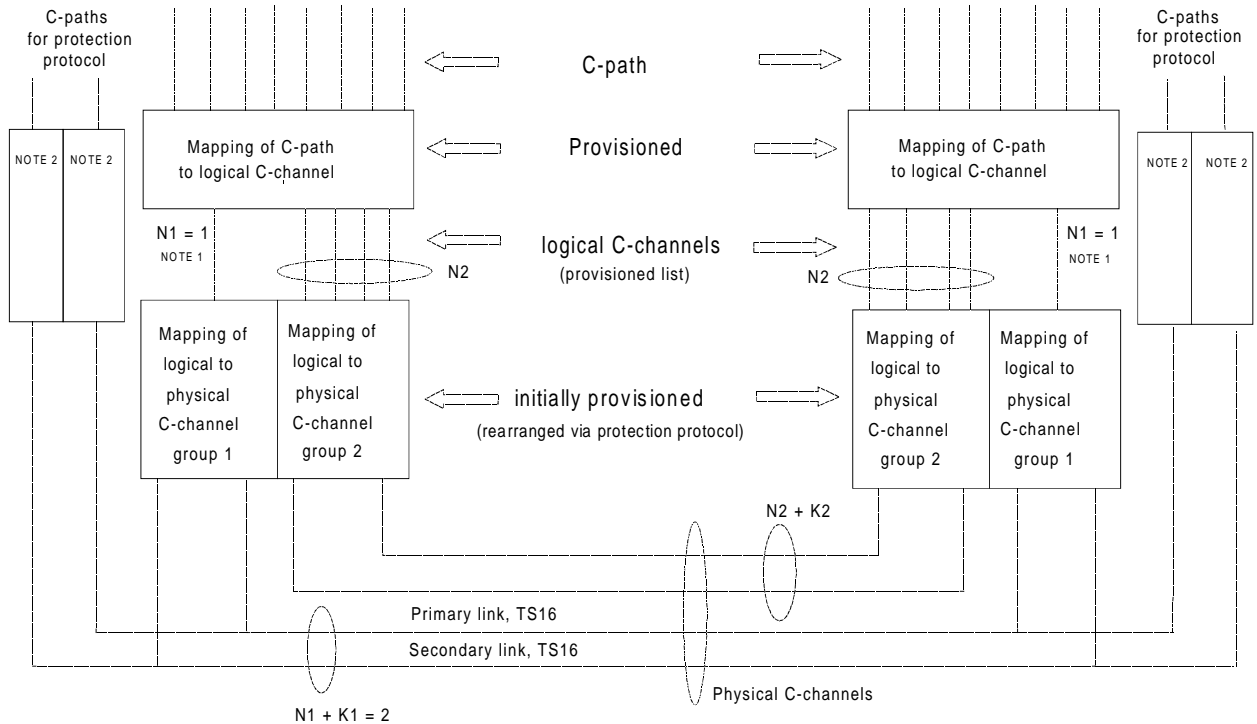 C-paths
for protection
protocol
C-path
C-paths
for protection
protocol
NOTE 2
NOTE 2
Mapping of C-path
to logical C-channel
Provisioned
Mapping of C-path
to logical C-channel
NOTE 2
NOTE 2
N1 = 1
NOTE 1
N2
logical C-channels
(provisioned list)
N2
N1 = 1
NOTE 1
Mapping of
logical to
physical
C-channel
group 1
Mapping of
logical to
physical
C-channel
group 2
initially provisioned
(rearranged via protection protocol)
Mapping of
logical to
physical
C-channel
group 2
Mapping of
logical to
physical
C-channel
group 1
N2 + K2
Primary link, TS16
Secondary link, TS16
Physical C-channels
N1 + K1 = 2